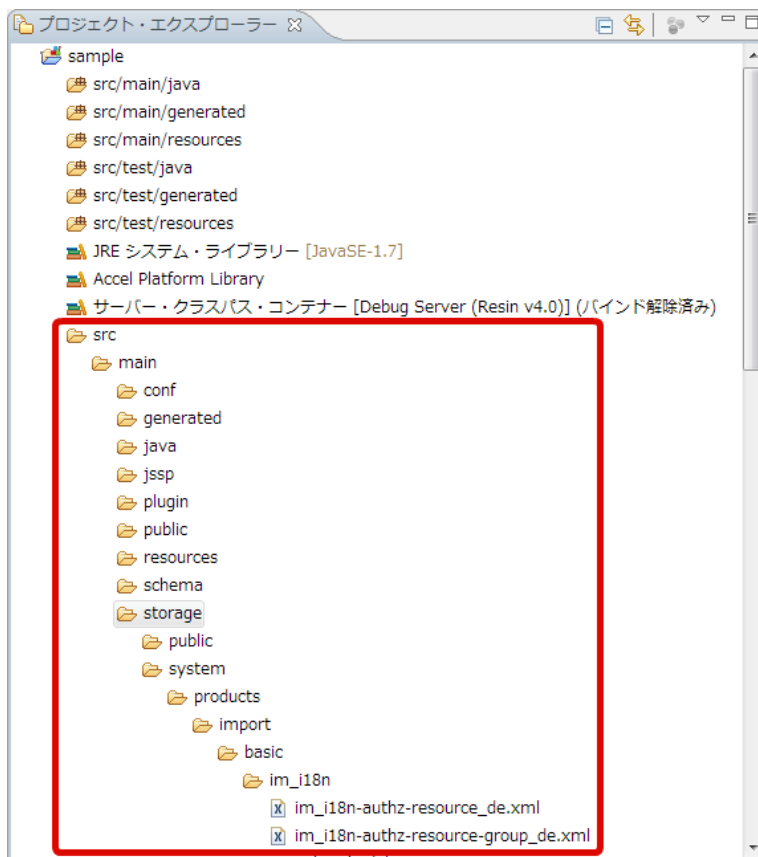 プロジェクト・エクスプローラー
sample
src/main/java
src/main/generated
src/main/resources
src/test/java
src/test/generated
src/test/resources
JRE システム・ライブラリー [JavaSE-1.7]
Accel Platform Library
サーバー・クラスパス・コンテナー [Debug Server (Resin v4.0)] (バインド解除済み)
src
main
conf
generated
java
jssp
plugin
public
resources
schema
storage
public
system
products
import
basic
im_i18n
im_i18n-authz-resource_de.xml
im_i18n-authz-resource-group_de.xml